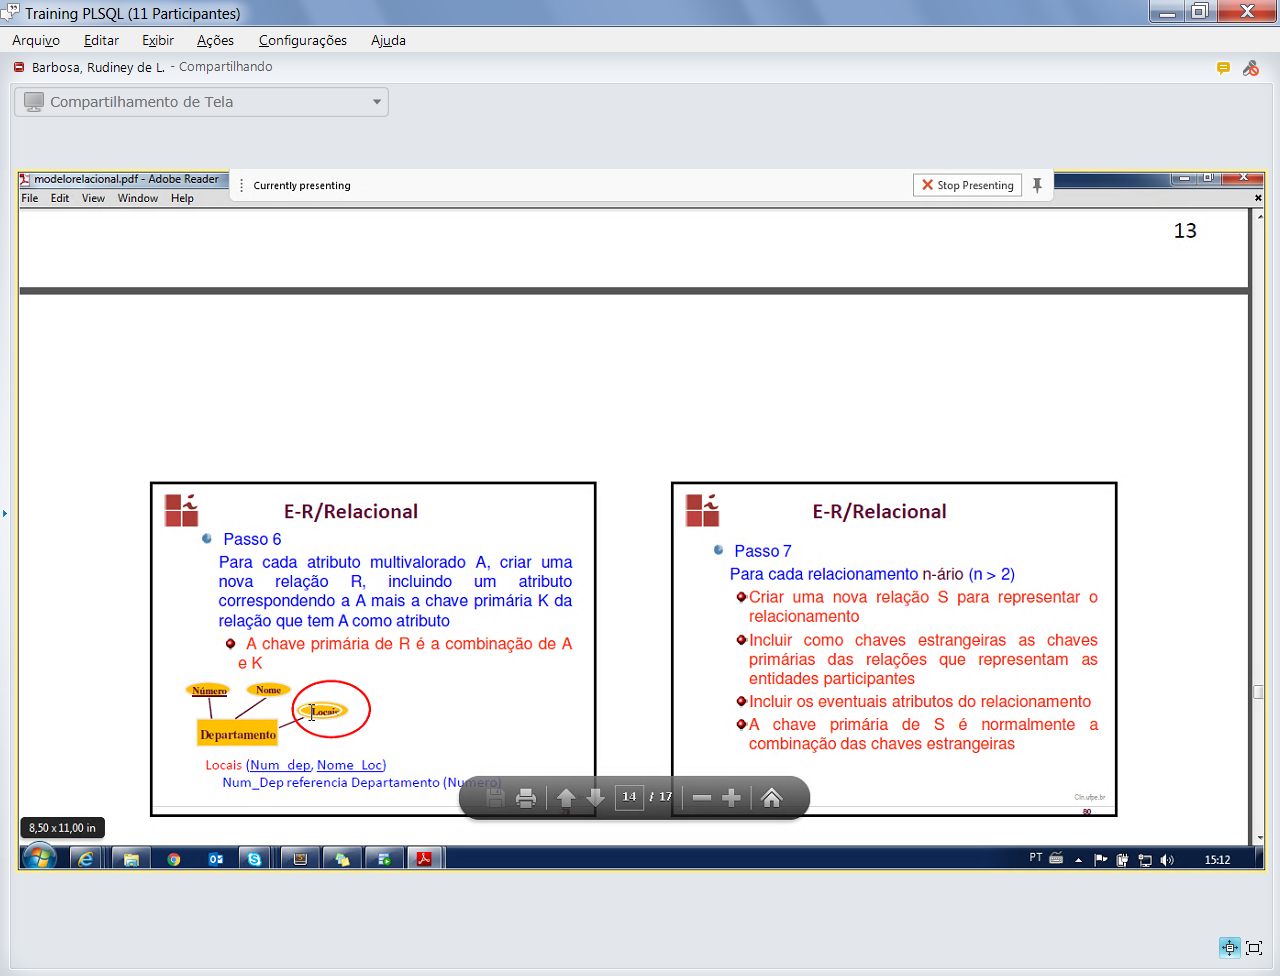 Training PLSQL (11 Participantes)
Arquivo Editar Exibir Ações Configurações Ajuda
Barbosa, Rudiney de L. - Compartilhando
Compartilhamento de Tela
modelorelacional.pdf - Adobe Reader
Currently presenting
Stop Presenting
File Edit View Window Help
13
E-R/Relacional
Passo 6
Para cada atributo multivalorado A, criar uma
nova relação R, incluindo um atributo
correspondendo a A mais a chave primária K da
relação que tem A como atributo
A chave primária de R é a combinação de A
e K
Número Nome
Locais
Departamento
Locais (Num_dep, Nome_Loc)
Num_Dep referencia Departamento (Numero)
E-R/Relacional
Passo 7
Para cada relacionamento n-ário (n > 2)
Criar uma nova relação S para representar o
relacionamento
Incluir como chaves estrangeiras as chaves
primárias das relações que representam as
entidades participantes
Incluir os eventuais atributos do relacionamento
A chave primária de S é normalmente a
combinação das chaves estrangeiras
CIn.ufpe.br
80
14 / 17
8,50 x 11,00 in
PT 15:12